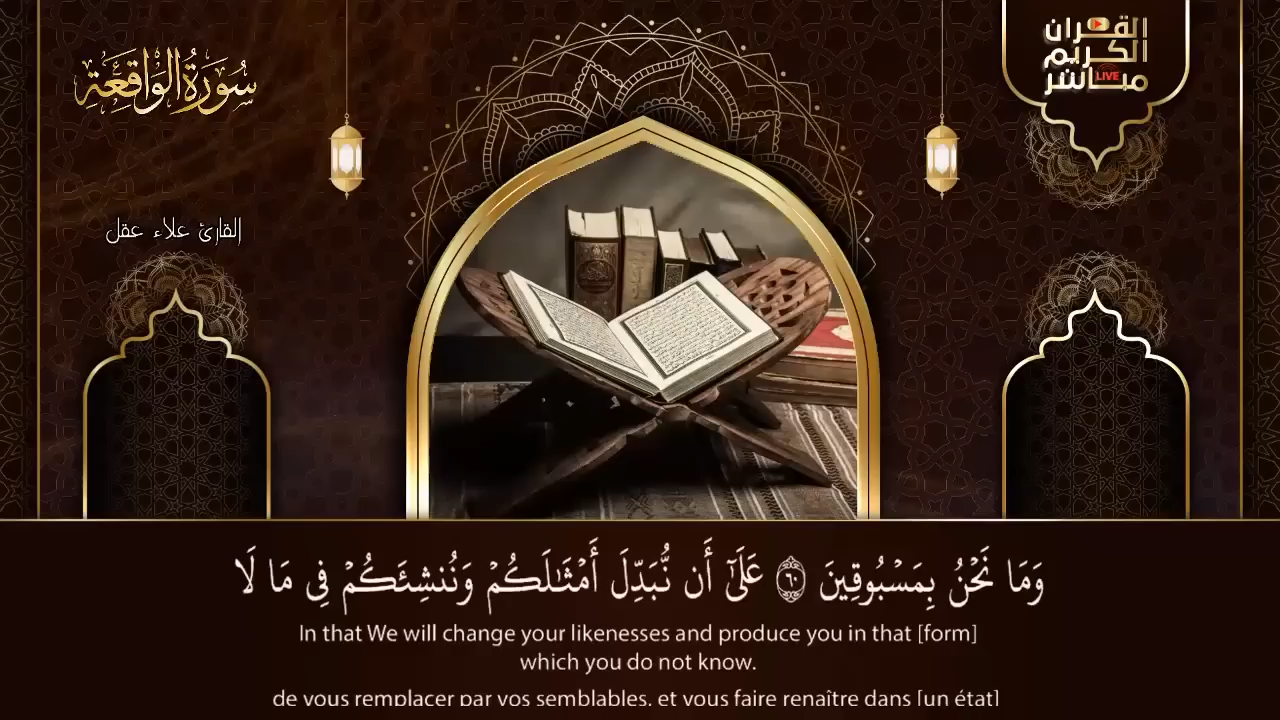 سُورَةُ الوَاقِعَةِ
القرآن
الكريم
مباشر
LIVE
القارئ علاء عقل
وَمَا نَحۡنُ بِمَسۡبُوقِينَ ٦٠ عَلَىٰٓ أَن نُّبَدِّلَ أَمۡثَٰلَكُمۡ وَنُنشِئَكُمۡ فِي مَا لَا
In that We will change your likenesses and produce you in that [form]
which you do not know.
de vous remplacer par vos semblables, et vous faire renaître dans [un état]